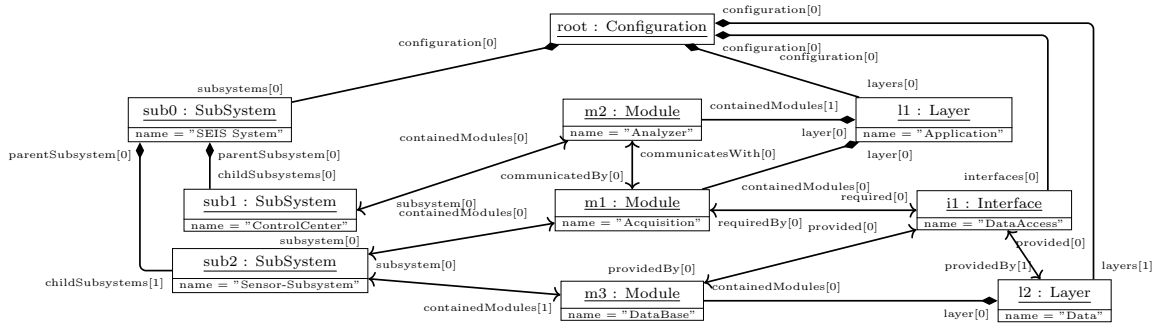 configuration[0]
root : Configuration
configuration[0]
configuration[0]
configuration[0]
subsystems[0]
layers[0]
sub0 : SubSystem
name = "SEIS System"
m2 : Module
name = "Analyzer"
containedModules[1]
l1 : Layer
name = "Application"
containedModules[0]
layer[0]
parentSubsystem[0]
parentSubsystem[0]
communicatesWith[0]
layer[0]
childSubsystems[0]
communicatedBy[0]
interfaces[0]
sub1 : SubSystem
name = "ControlCenter"
subsystem[0]
containedModules[0]
m1 : Module
name = "Acquisition"
containedModules[0]
required[0]
requiredBy[0]
provided[0]
i1 : Interface
name = "DataAccess"
subsystem[0]
provided[0]
sub2 : SubSystem
name = "Sensor-Subsystem"
subsystem[0]
providedBy[0]
providedBy[1]
layers[1]
childSubsystems[1]
containedModules[1]
m3 : Module
name = "DataBase"
containedModules[0]
layer[0]
l2 : Layer
name = "Data"